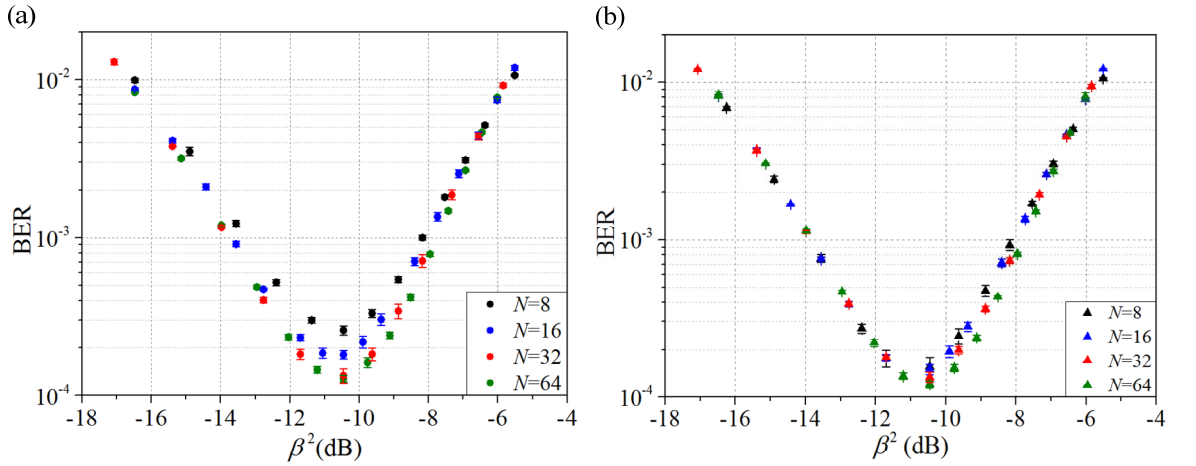 (a)
BER
10⁻²
10⁻³
10⁻⁴
-18 -16 -14 -12 -10 -8 -6 -4
β² (dB)
N=8
N=16
N=32
N=64
(b)
BER
10⁻²
10⁻³
10⁻⁴
-18 -16 -14 -12 -10 -8 -6 -4
β² (dB)
N=8
N=16
N=32
N=64